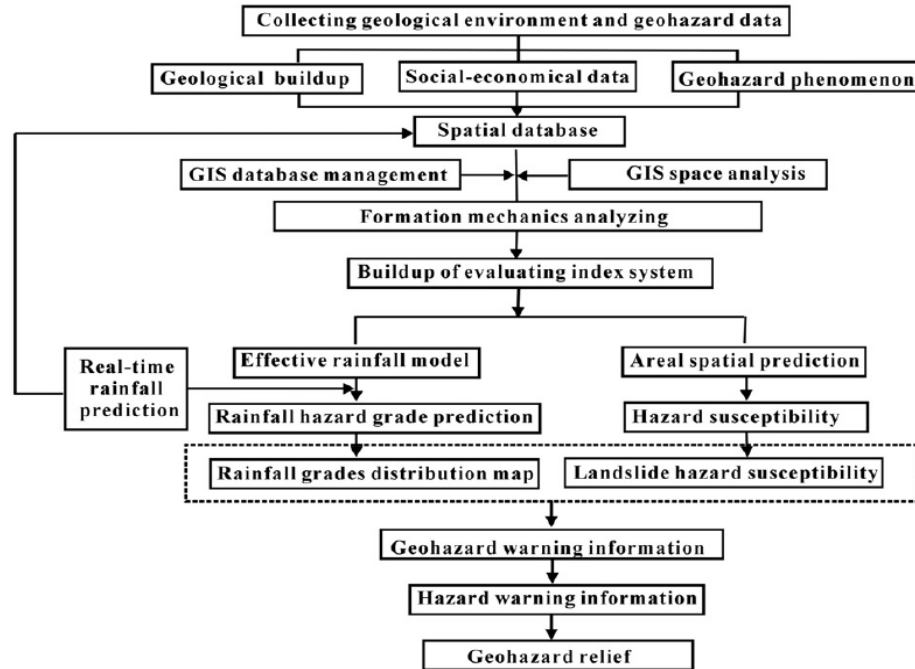 Collecting geological environment and geohazard data
Geological buildup
Social-economical data
Geohazard phenomenon
Spatial database
GIS database management
GIS space analysis
Formation mechanics analyzing
Buildup of evaluating index system
Real-time
rainfall
prediction
Effective rainfall model
Areal spatial prediction
Rainfall hazard grade prediction
Hazard susceptibility
Rainfall grades distribution map
Landslide hazard susceptibility
Geohazard warning information
Hazard warning information
Geohazard relief